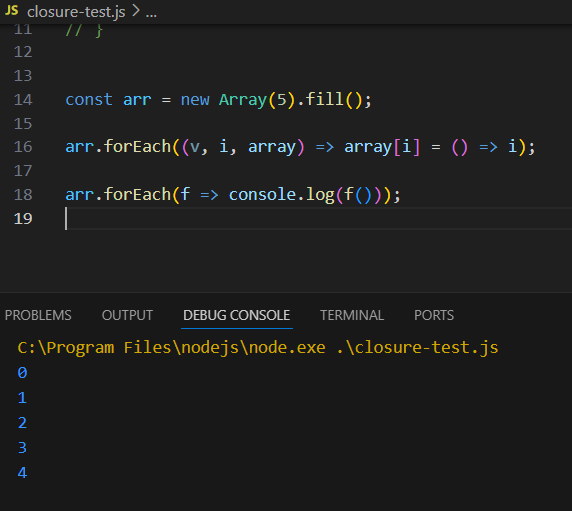 JS closure-test.js > ...
11 // }
12
13
14 const arr = new Array(5).fill();
15
16 arr.forEach((v, i, array) => array[i] = () => i);
17
18 arr.forEach(f => console.log(f()));
19
PROBLEMS OUTPUT DEBUG CONSOLE TERMINAL PORTS
C:\Program Files\nodejs\node.exe .\closure-test.js
0
1
2
3
4